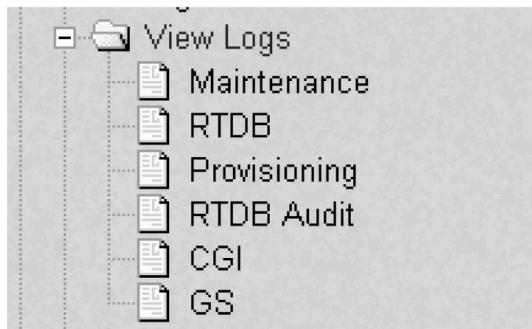 View Logs
Maintenance
RTDB
Provisioning
RTDB Audit
CGI
GS